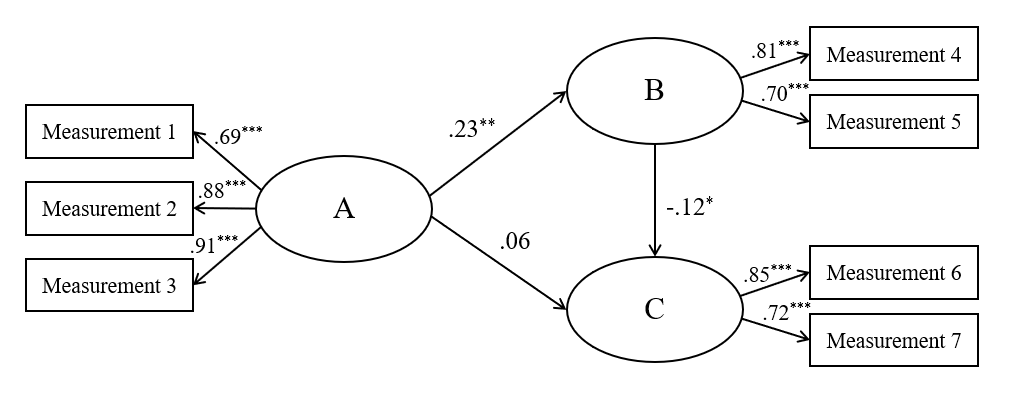 Measurement 1
Measurement 2
Measurement 3
.69***
.88***
.91***
A
.23**
.06
B
-.12*
C
.81***
.70***
Measurement 4
Measurement 5
.85***
.72***
Measurement 6
Measurement 7